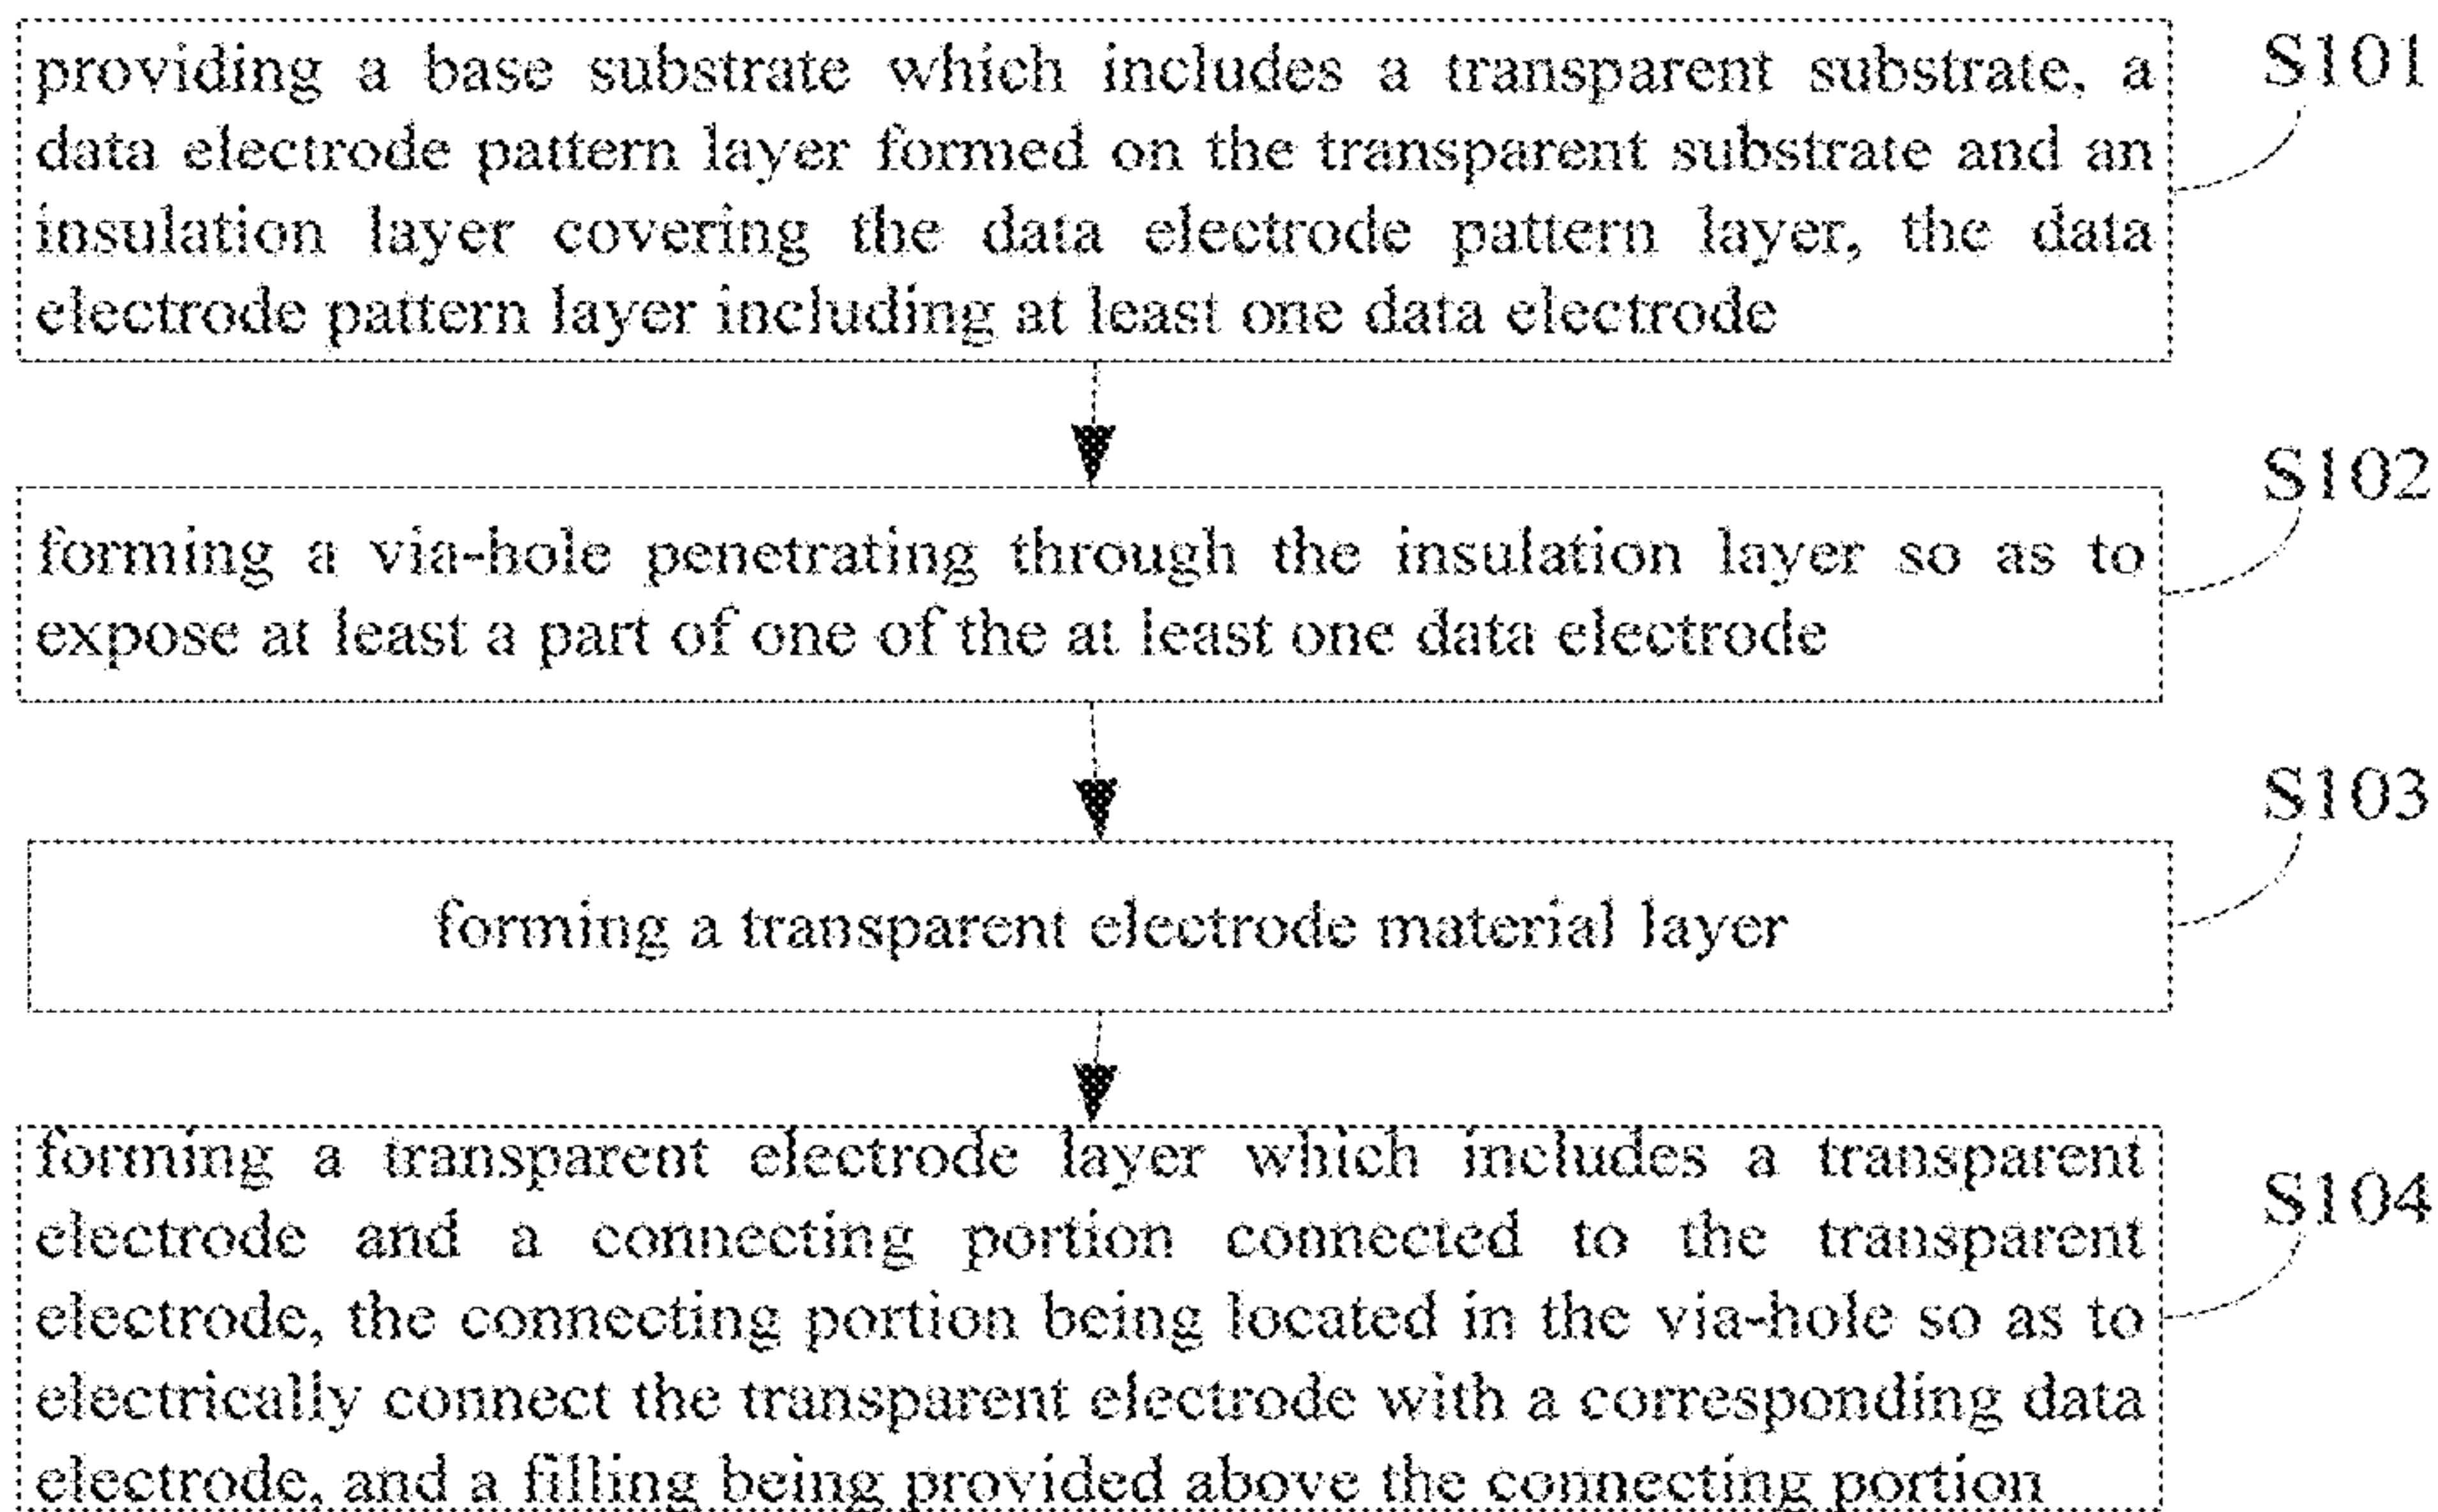 providing a base substrate which includes a transparent substrate, a
data electrode pattern layer formed on the transparent substrate and an
insulation layer covering the data electrode pattern layer, the data
electrode pattern layer including at least one data electrode
S101
forming a via-hole penetrating through the insulation layer so as to
expose at least a part of one of the at least one data electrode
S102
forming a transparent electrode material layer
S103
forming a transparent electrode layer which includes a transparent
electrode and a connecting portion connected to the transparent
electrode, the connecting portion being located in the via-hole so as to
electrically connect the transparent electrode with a corresponding data
electrode, and a filling being provided above the connecting portion
S104